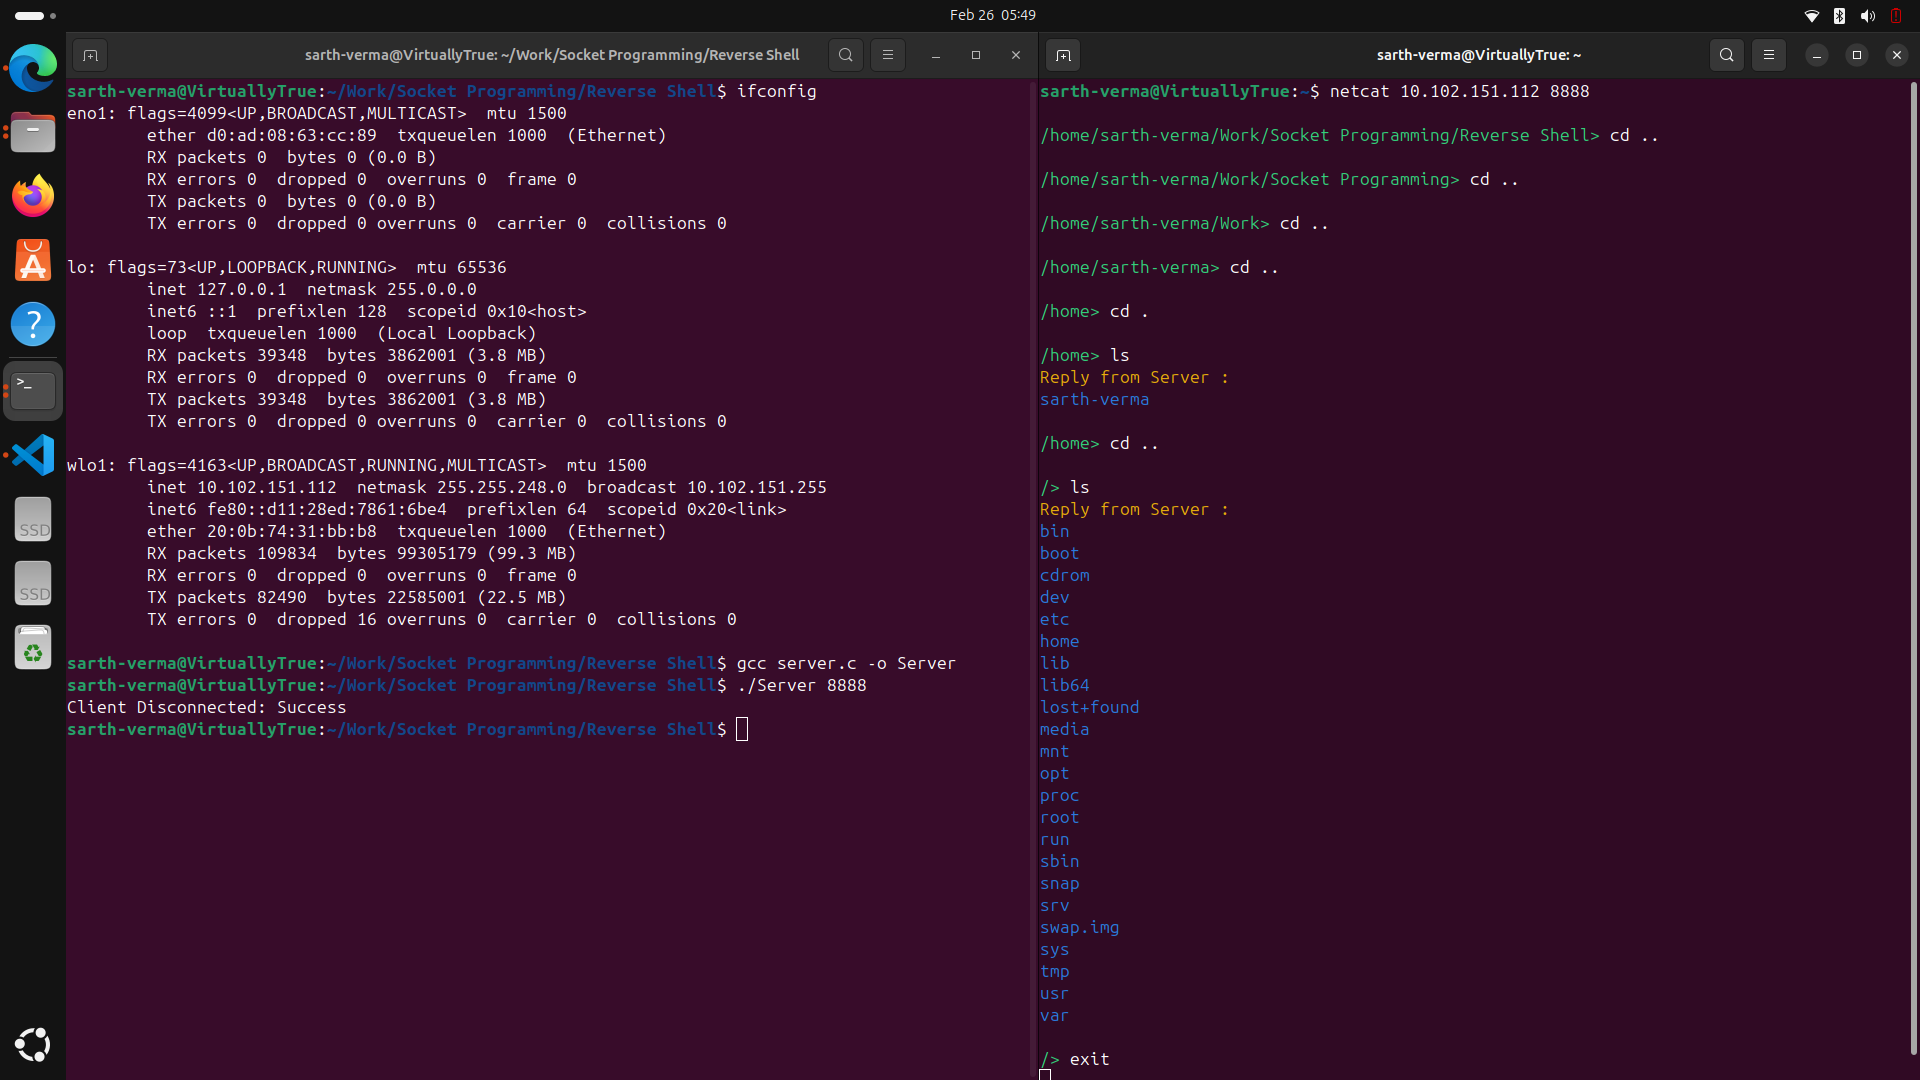 Feb 26 05:49
sarth-verma@VirtuallyTrue: ~/Work/Socket Programming/Reverse Shell
sarth-verma@VirtuallyTrue:~/Work/Socket Programming/Reverse Shell$ ifconfig
eno1: flags=4099<UP,BROADCAST,MULTICAST>  mtu 1500
        ether d0:ad:08:63:cc:89  txqueuelen 1000  (Ethernet)
        RX packets 0  bytes 0 (0.0 B)
        RX errors 0  dropped 0  overruns 0  frame 0
        TX packets 0  bytes 0 (0.0 B)
        TX errors 0  dropped 0 overruns 0  carrier 0  collisions 0
lo: flags=73<UP,LOOPBACK,RUNNING>  mtu 65536
        inet 127.0.0.1  netmask 255.0.0.0
        inet6 ::1  prefixlen 128  scopeid 0x10<host>
        loop  txqueuelen 1000  (Local Loopback)
        RX packets 39348  bytes 3862001 (3.8 MB)
        RX errors 0  dropped 0  overruns 0  frame 0
        TX packets 39348  bytes 3862001 (3.8 MB)
        TX errors 0  dropped 0 overruns 0  carrier 0  collisions 0
wlo1: flags=4163<UP,BROADCAST,RUNNING,MULTICAST>  mtu 1500
        inet 10.102.151.112  netmask 255.255.248.0  broadcast 10.102.151.255
        inet6 fe80::d11:28ed:7861:6be4  prefixlen 64  scopeid 0x20<link>
        ether 20:0b:74:31:bb:b8  txqueuelen 1000  (Ethernet)
        RX packets 109834  bytes 99305179 (99.3 MB)
        RX errors 0  dropped 0  overruns 0  frame 0
        TX packets 82490  bytes 22585001 (22.5 MB)
        TX errors 0  dropped 16 overruns 0  carrier 0  collisions 0
sarth-verma@VirtuallyTrue:~/Work/Socket Programming/Reverse Shell$ gcc server.c -o Server
sarth-verma@VirtuallyTrue:~/Work/Socket Programming/Reverse Shell$ ./Server 8888
Client Disconnected: Success
sarth-verma@VirtuallyTrue:~/Work/Socket Programming/Reverse Shell$
sarth-verma@VirtuallyTrue: ~
sarth-verma@VirtuallyTrue:~$ netcat 10.102.151.112 8888
/home/sarth-verma/Work/Socket Programming/Reverse Shell> cd ..
/home/sarth-verma/Work/Socket Programming> cd ..
/home/sarth-verma/Work> cd ..
/home/sarth-verma> cd ..
/home> cd .
/home> ls
Reply from Server :
sarth-verma
/home> cd ..
/> ls
Reply from Server :
bin
boot
cdrom
dev
etc
home
lib
lib64
lost+found
media
mnt
opt
proc
root
run
sbin
snap
srv
swap.img
sys
tmp
usr
var
/> exit
SSD
SSD